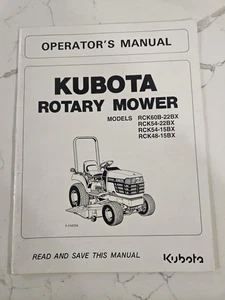 OPERATOR'S MANUAL
KUBOTA
ROTARY MOWER
MODELS RCK60B-22BX
RCK54-22BX
RCK54-15BX
RCK48-15BX
READ AND SAVE THIS MANUAL
Kubota